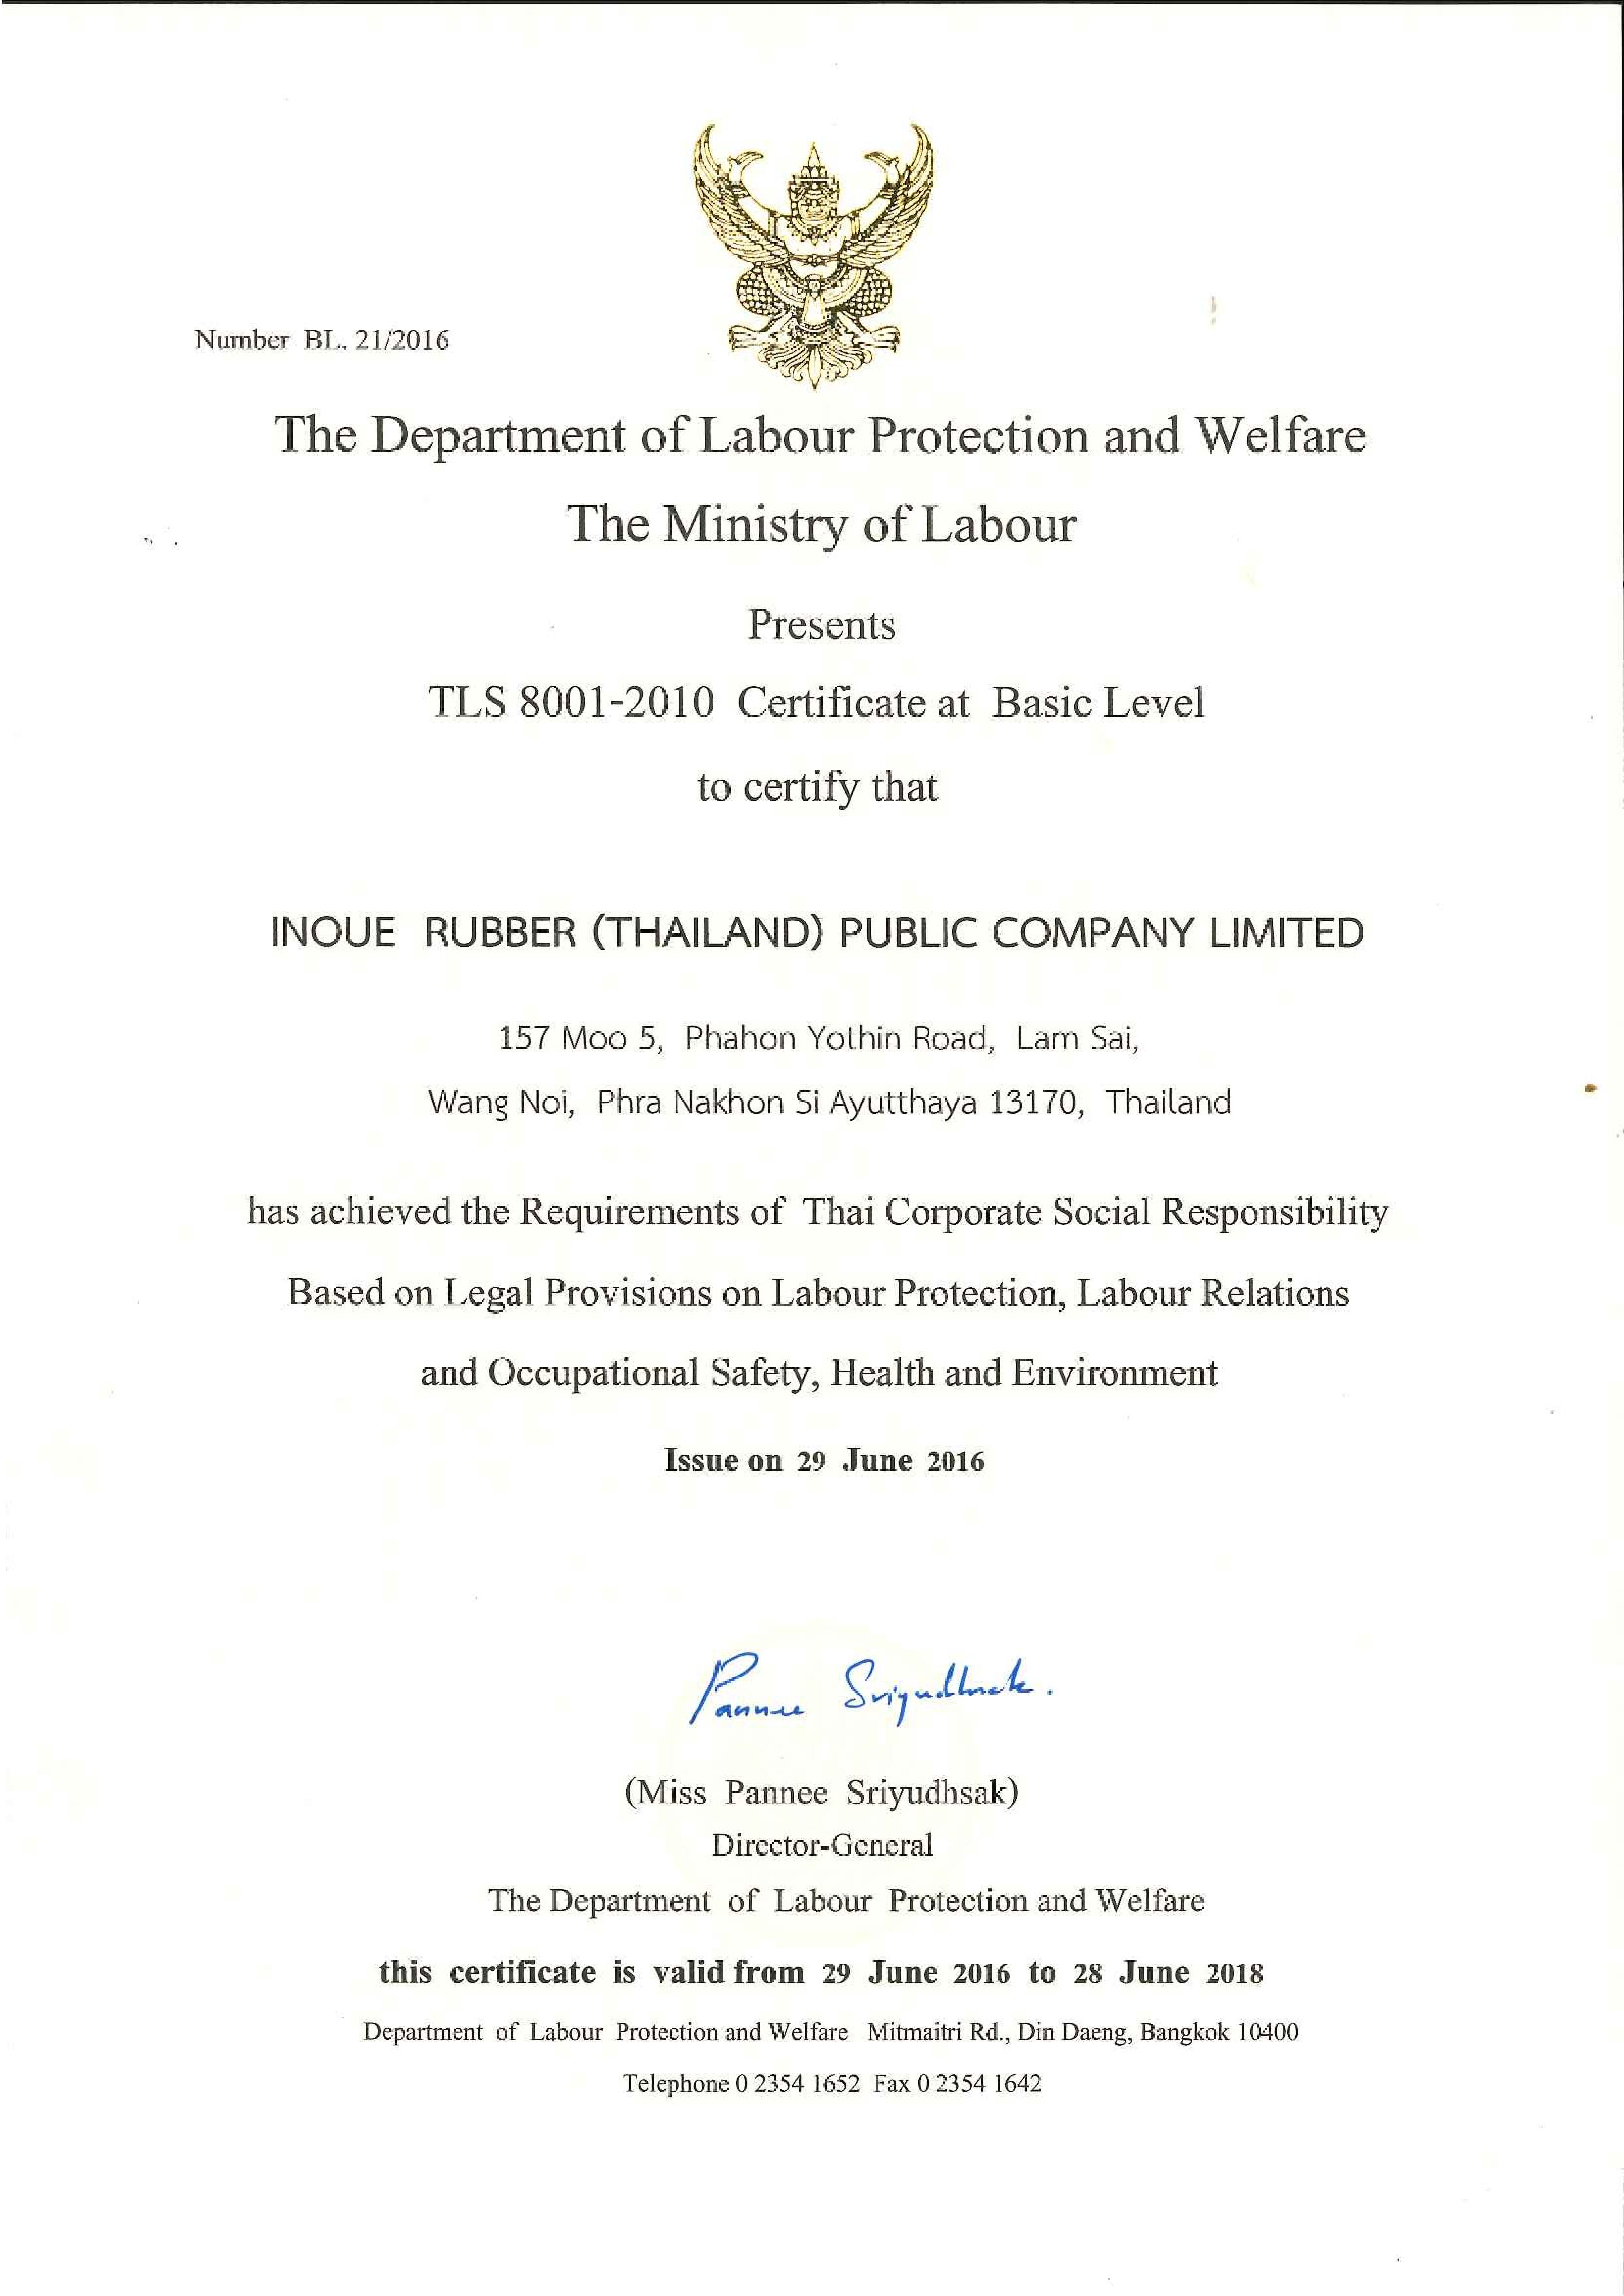 Number BL. 21/2016
The Department of Labour Protection and Welfare
The Ministry of Labour
Presents
TLS 8001-2010 Certificate at Basic Level
to certify that
INOUE RUBBER (THAILAND) PUBLIC COMPANY LIMITED
157 Moo 5, Phahon Yothin Road, Lam Sai,
Wang Noi, Phra Nakhon Si Ayutthaya 13170, Thailand
has achieved the Requirements of Thai Corporate Social Responsibility
Based on Legal Provisions on Labour Protection, Labour Relations
and Occupational Safety, Health and Environment
Issue on 29 June 2016
Pannee Sriyudhsak.
(Miss Pannee Sriyudhsak)
Director-General
The Department of Labour Protection and Welfare
this certificate is valid from 29 June 2016 to 28 June 2018
Department of Labour Protection and Welfare Mitmaitri Rd., Din Daeng, Bangkok 10400
Telephone 0 2354 1652 Fax 0 2354 1642